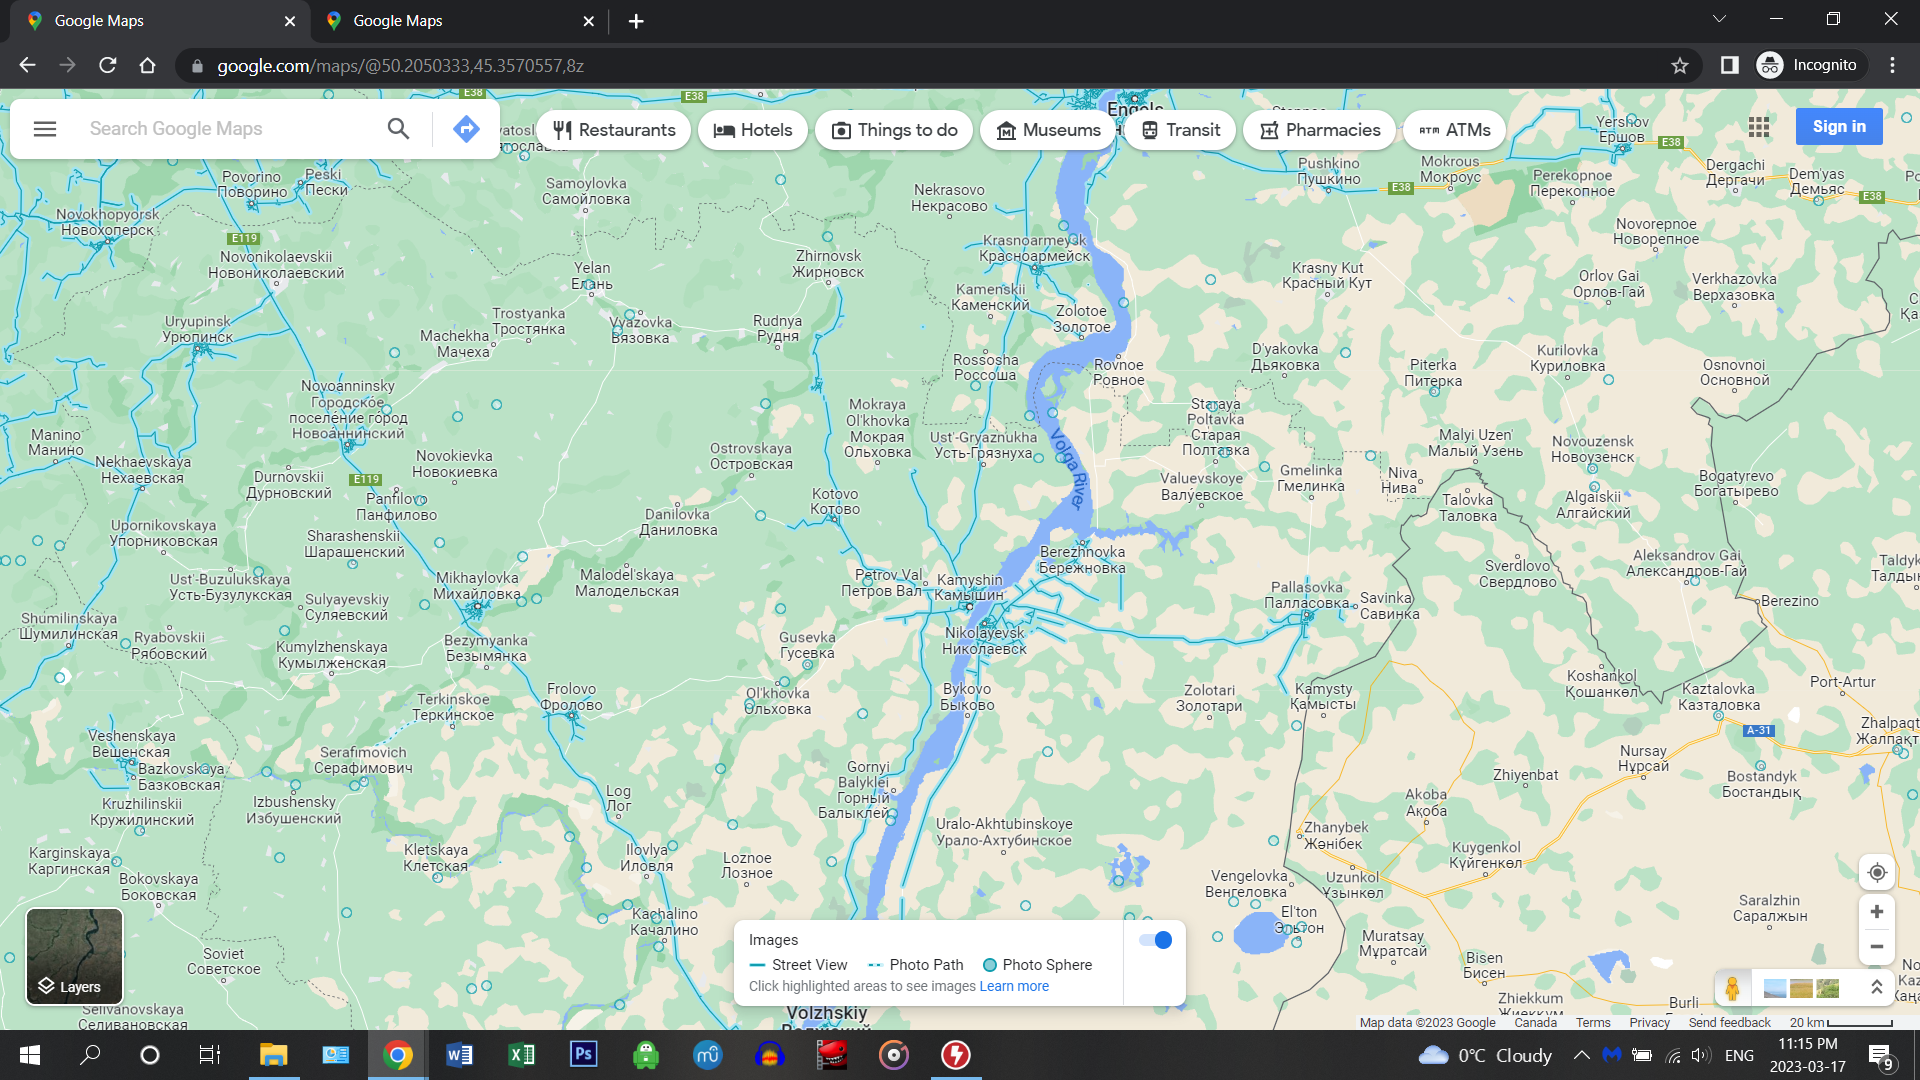 Google Maps
Google Maps
google.com/maps/@50.2050333,45.3570557,8z
Incognito
Search Google Maps
Restaurants
Hotels
Things to do
Museums
Transit
Pharmacies
ATMs
Sign in
E38
E38
Engels
Pushkino
Пушкино
Mokrous
Мокроус
E38
Yershov
Ершов
E38
Perekopnoe
Перекопное
Dergachi
Дергачи
Dem'yas
Демьяс
E38
Povorino
Поворино
Peski
Пески
Samoylovka
Самойловка
Nekrasovo
Некрасово
Novokhopyorsk
Новохоперск
E119
Novonikolaevskii
Новониколаевский
Yelan
Елань
Zhirnovsk
Жирновск
Krasnoarmeysk
Красноармейск
Kamenskii
Каменский
Krasny Kut
Красный Кут
Novorepnoe
Новорепное
Orlov Gai
Орлов-Гай
Verkhazovka
Верхазовка
Uryupinsk
Урюпинск
Machekha
Мачеха
Trostyanka
Тростянка
Vyazovka
Вязовка
Rudnya
Рудня
Zolotoe
Золотое
Rossosha
Россоша
Rovnoe
Ровное
D'yakovka
Дьяковка
Piterka
Питерка
Kurilovka
Куриловка
Osnovnoi
Основной
Novoanninsky
Городское
поселение город
Новоаннинский
Manino
Манино
Nekhaevskaya
Нехаевская
Durnovskii
Дурновский
E119
Panfilovo
Панфилово
Novokievka
Новокиевка
Ostrovskaya
Островская
Mokraya
Ol'khovka
Мокрая
Ольховка
Ust'-Gryaznukha
Усть-Грязнуха
Volga River
Staraya
Poltavka
Старая
Полтавка
Valuevskoye
Валуевское
Gmelinka
Гмелинка
Niva
Нива
Malyi Uzen'
Малый Узень
Novouzensk
Новоузенск
Talovka
Таловка
Algaiskii
Алгайский
Bogatyrevo
Богатырево
Upornikovskaya
Упорниковская
Sharashenskii
Шарашенский
Danilovka
Даниловка
Kotovo
Котово
Berezhnovka
Бережновка
Sverdlovo
Свердлово
Aleksandrov Gai
Александров-Гай
Ust'-Buzulukskaya
Усть-Бузулукская
Sulyayevskiy
Суляевский
Mikhaylovka
Михайловка
Malodel'skaya
Малодельская
Petrov Val
Петров Вал
Kamyshin
Камышин
Pallasovka
Палласовка
Savinka
Савинка
Berezino
Shumilinskaya
Шумилинская
Ryabovskii
Рябовский
Kumylzhenskaya
Кумылженская
Bezymyanka
Безымянка
Gusevka
Гусевка
Nikolayevsk
Николаевск
Terkinskoe
Теркинское
Frolovo
Фролово
Ol'khovka
Ольховка
Bykovo
Быково
Zolotari
Золотари
Kamysty
Қамысты
Koshankol
Қошанкөл
Kaztalovka
Казталовка
Port-Artur
A-31
Zhalpaqt
Жалпақт
Veshenskaya
Вешенская
Bazkovskaya
Базковская
Serafimovich
Серафимович
Kruzhilinskii
Кружилинский
Izbushensky
Избушенский
Log
Лог
Gornyi
Balyklei
Горный
Балыклей
Uralo-Akhtubinskoye
Урало-Ахтубинское
Zhiyenbat
Nursay
Нұрсай
Bostandyk
Бостандық
Akoba
Ақоба
Zhanybek
Жәнібек
Kuygenkol
Күйгенкөл
Karginskaya
Каргинская
Bokovskaya
Боковская
Kletskaya
Клетская
Ilovlya
Иловля
Loznoe
Лозное
Vengelovka
Венгеловка
Uzunkol
Ұзынкөл
Saralzhin
Саралжын
Kachalino
Качалино
El'ton
Эльтон
Muratsay
Мұратсай
Bisen
Бисен
Soviet
Советское
Selivanovskaya
Селивановская
Volzhskiy
Zhiekkum
Burli
Layers
Images
Street View
Photo Path
Photo Sphere
Click highlighted areas to see images Learn more
Map data ©2023 Google
Canada
Terms
Privacy
Send feedback
20 km
0°C Cloudy
ENG
11:15 PM
2023-03-17
9